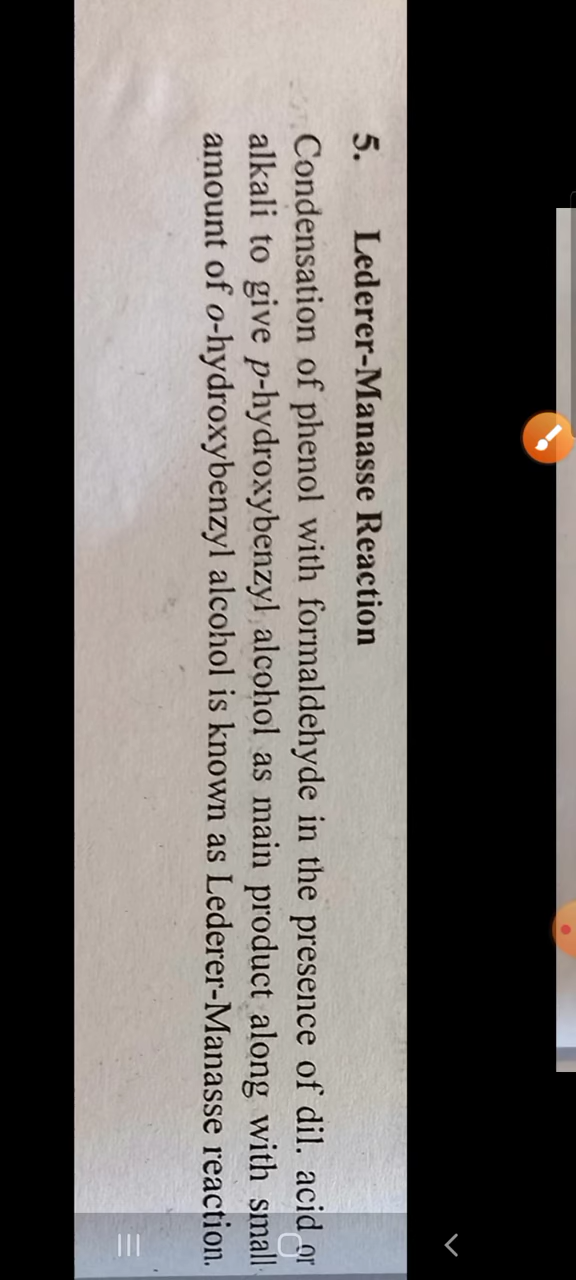 5. Lederer-Manasse Reaction
Condensation of phenol with formaldehyde in the presence of dil. acid or
alkali to give p-hydroxybenzyl alcohol as main product along with small
amount of o-hydroxybenzyl alcohol is known as Lederer-Manasse reaction.